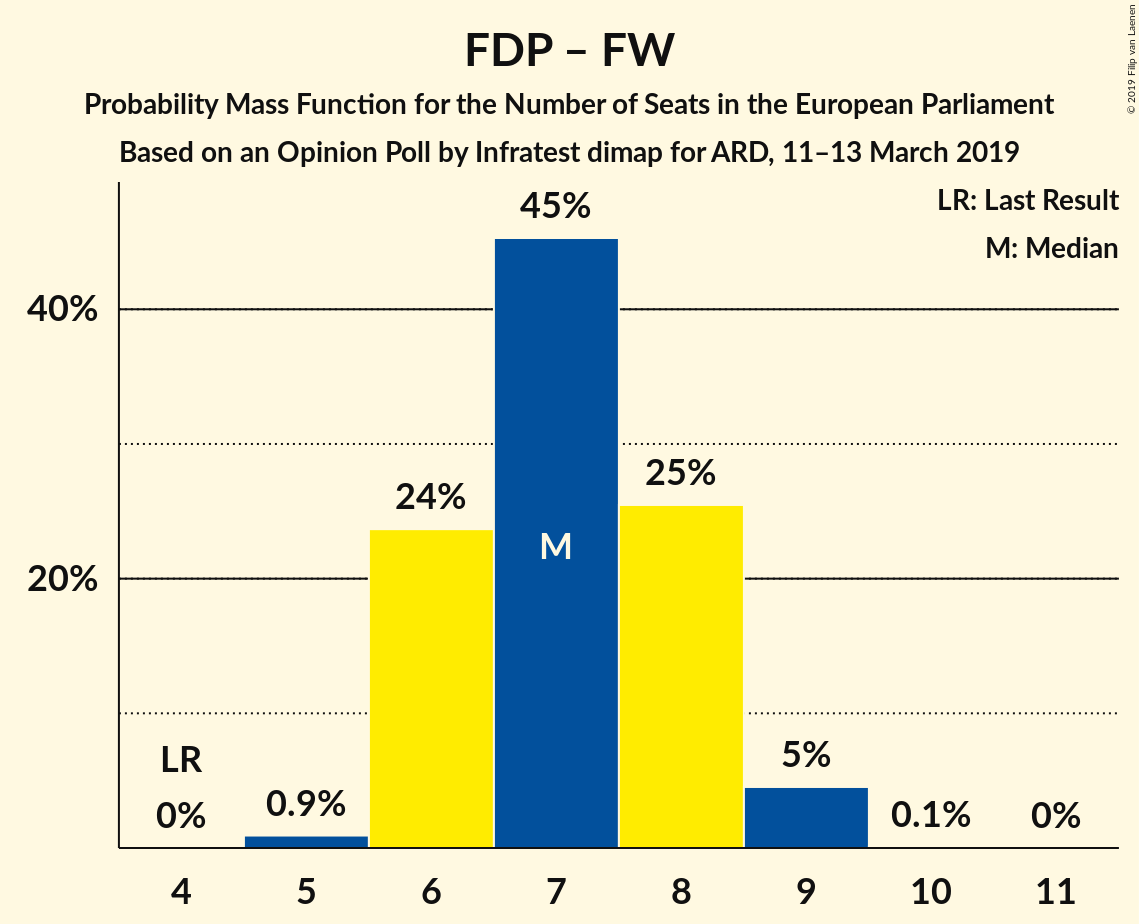 FDP – FW
Probability Mass Function for the Number of Seats in the European Parliament
Based on an Opinion Poll by Infratest dimap for ARD, 11–13 March 2019
© 2019 Filip van Laenen
LR: Last Result
M: Median
45%
40%
25%
24%
M
20%
LR
5%
0.9%
0%
0.1%
0%
4 5 6 7 8 9 10 11